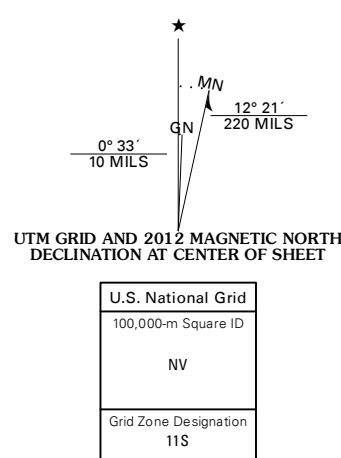 ★
MN
GN
12° 21´
220 MILS
0° 33´
10 MILS
UTM GRID AND 2012 MAGNETIC NORTH
DECLINATION AT CENTER OF SHEET
U.S. National Grid
100,000-m Square ID
NV
Grid Zone Designation
11S